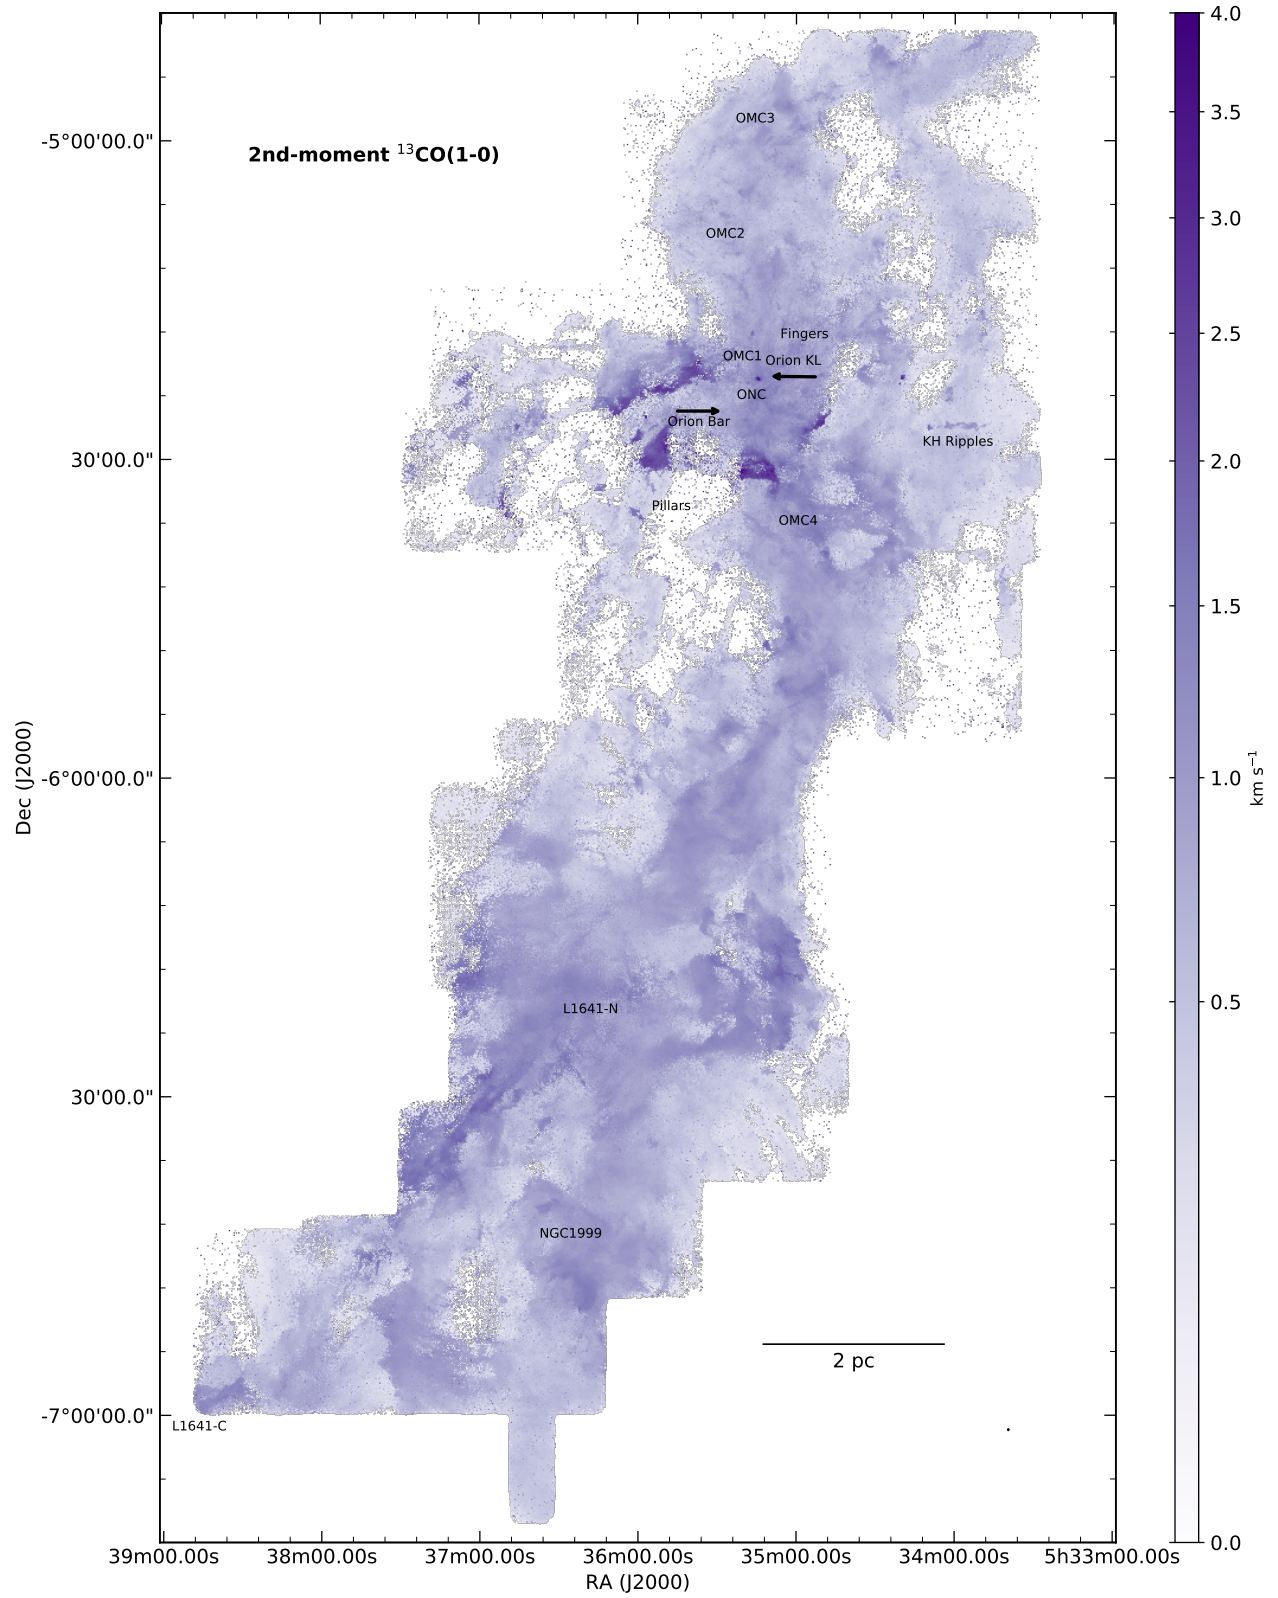 4.0
OMC3
3.5
-5°00'00.0"
2nd-moment ¹³CO(1-0)
3.0
OMC2
Fingers
2.5
OMC1
Orion KL
ONC
Orion Bar
KH Ripples
30'00.0"
2.0
Pillars
OMC4
1.5
Dec (J2000)
-6°00'00.0"
1.0
km s⁻¹
0.5
L1641-N
30'00.0"
NGC1999
2 pc
-7°00'00.0"
L1641-C
0.0
39m00.00s 38m00.00s 37m00.00s 36m00.00s 35m00.00s 34m00.00s 5h33m00.00s
RA (J2000)